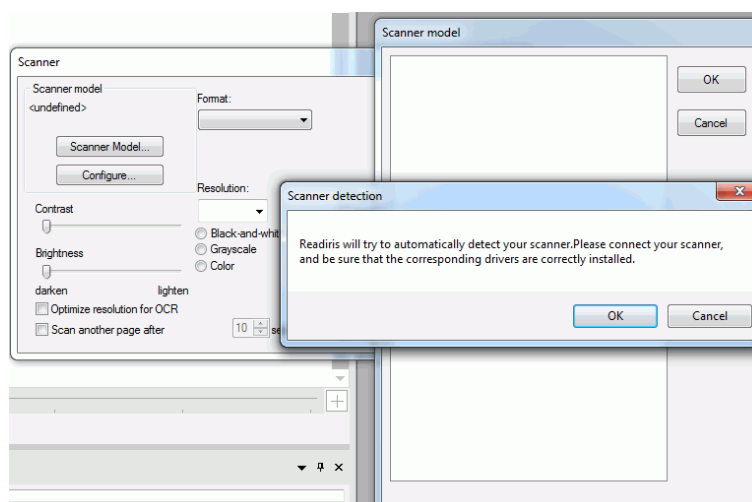 Scanner model
OK
Cancel
Scanner
Scanner model
<undefined>
Scanner Model...
Configure...
Format:
Resolution:
Contrast
Brightness
darken lighten
Black-and-whit
Grayscale
Color
Optimize resolution for OCR
Scan another page after 10 se
Scanner detection
Readiris will try to automatically detect your scanner.Please connect your scanner,
and be sure that the corresponding drivers are correctly installed.
OK Cancel